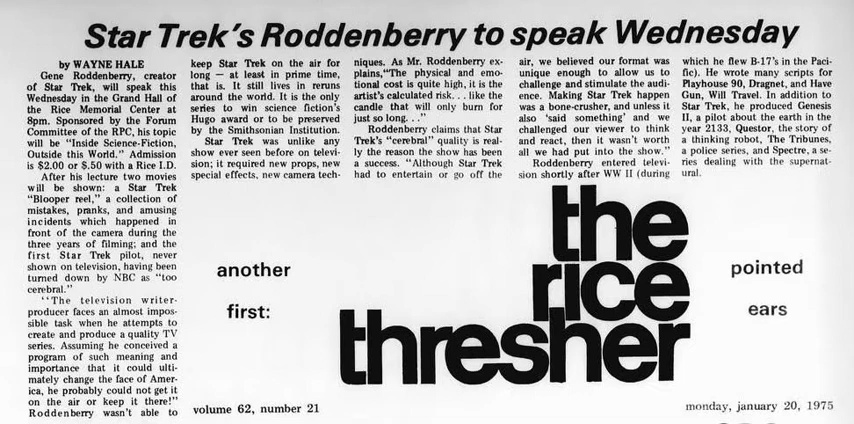 Star Trek's Roddenberry to speak Wednesday
by WAYNE HALE
Gene Roddenberry, creator
of Star Trek, will speak this
Wednesday in the Grand Hall of
the Rice Memorial Center at
8pm. Sponsored by the Forum
Committee of the RPC, his topic
will be "Inside Science-Fiction,
Outside this World." Admission
is $2.00 or $.50 with a Rice I.D.
After his lecture two movies
will be shown: a Star Trek
"Blooper reel," a collection of
mistakes, pranks, and amusing
incidents which happened in
front of the camera during the
three years of filming; and the
first Star Trek pilot, never
shown on television, having been
turned down by NBC as "too
cerebral."
"The television writer-
producer faces an almost impos-
sible task when he attempts to
create and produce a quality TV
series. Assuming he conceived a
program of such meaning and
importance that it could ulti-
mately change the face of Amer-
ica, he probably could not get it
on the air or keep it there!"
Roddenberry wasn't able to
keep Star Trek on the air for
long — at least in prime time,
that is. It still lives in reruns
around the world. It is the only
series to win science fiction's
Hugo award or to be preserved
by the Smithsonian Institution.
Star Trek was unlike any
show ever seen before on televi-
sion; it required new props, new
special effects, new camera tech-
niques. As Mr. Roddenberry ex-
plains,"The physical and emo-
tional cost is quite high, it is the
artist's calculated risk. . . like the
candle that will only burn for
just so long. . ."
Roddenberry claims that Star
Trek's "cerebral" quality is real-
ly the reason the show has been
a success. "Although Star Trek
had to entertain or go off the
air, we believed our format was
unique enough to allow us to
challenge and stimulate the audi-
ence. Making Star Trek happen
was a bone-crusher, and unless it
also 'said something' and we
challenged our viewer to think
and react, then it wasn't worth
all we had put into the show."
Roddenberry entered televi-
sion shortly after WW II (during
which he flew B-17's in the Paci-
fic). He wrote many scripts for
Playhouse 90, Dragnet, and Have
Gun, Will Travel. In addition to
Star Trek, he produced Genesis
II, a pilot about the earth in the
year 2133, Questor, the story of
a thinking robot, The Tribunes,
a police series, and Spectre, a se-
ries dealing with the supernat-
ural.
another
first:
the
rice
thresher
pointed
ears
volume 62, number 21
monday, january 20, 1975